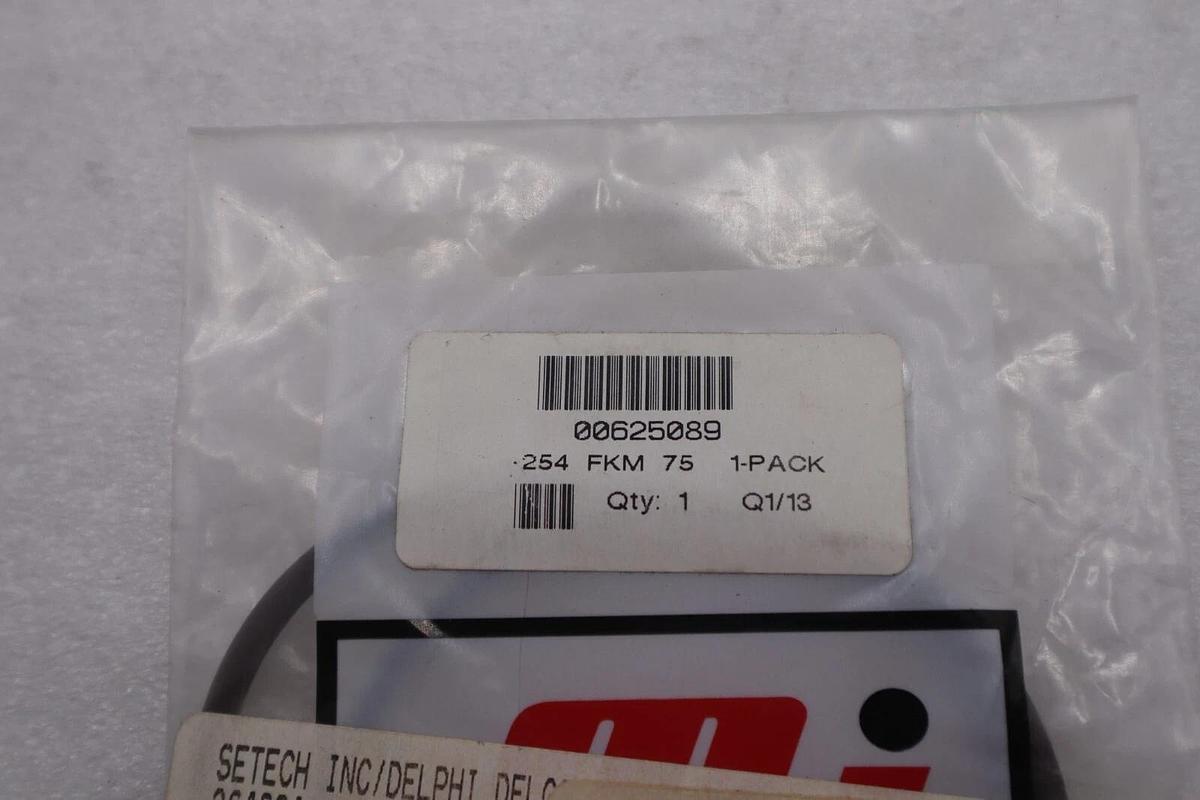 00625089
-254 FKM 75 1-PACK
Qty: 1 Q1/13
SETECH INC/DELPHI